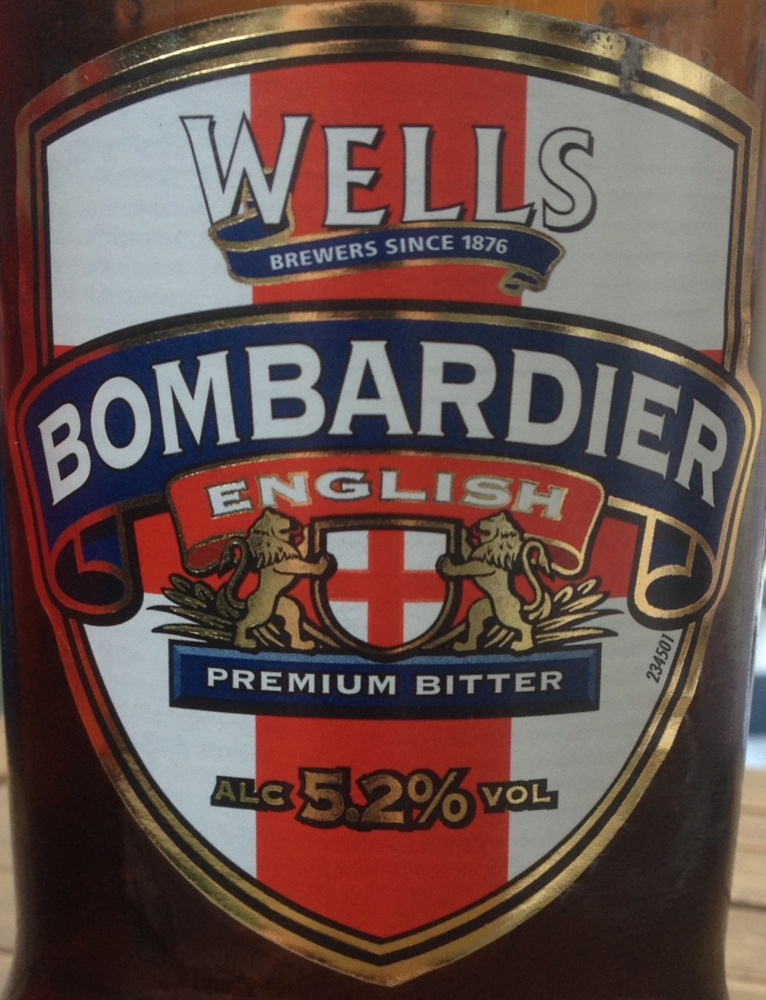 WELLS
BREWERS SINCE 1876
BOMBARDIER
ENGLISH
PREMIUM BITTER
234501
ALC 5.2% VOL